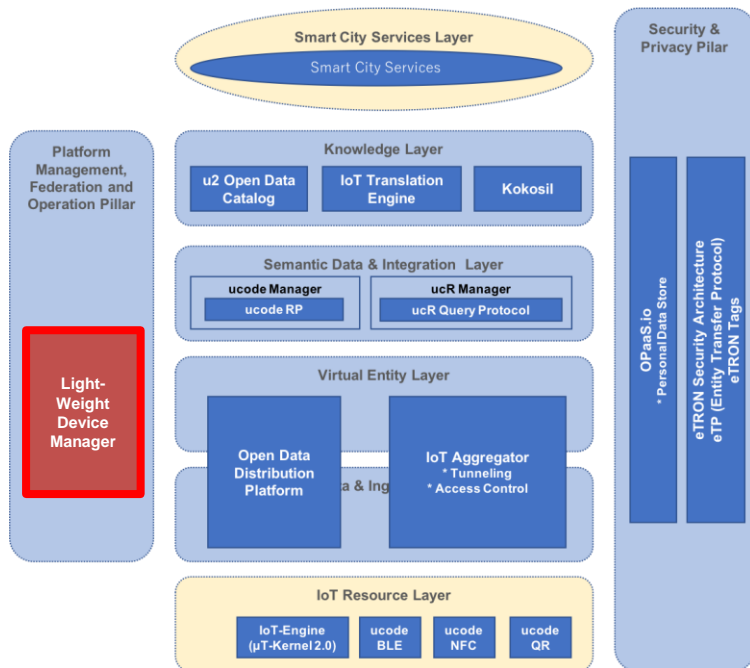 Smart City Services Layer
Smart City Services
Security &
Privacy Pilar
Platform
Management,
Federation and
Operation Pillar
Light-
Weight
Device
Manager
Knowledge Layer
u2 Open Data
Catalog
IoT Translation
Engine
Kokosil
Semantic Data & Integration Layer
ucode Manager
ucode RP
ucR Manager
ucR Query Protocol
Virtual Entity Layer
Open Data
Distribution
Platform
IoT Aggregator
* Tunneling
* Access Control
& Ing
IoT Resource Layer
IoT-Engine
(µT-Kernel 2.0)
ucode
BLE
ucode
NFC
ucode
QR
OPaaS.io
* Personal Data Store
eTRON Security Architecture
eTP (Entity Transfer Protocol)
eTRON Tags